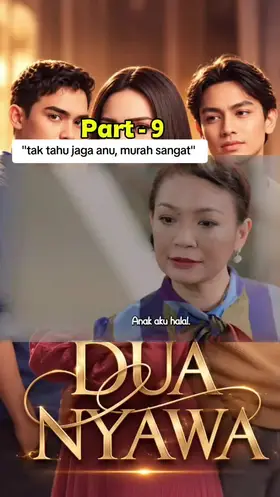 Part - 9
"tak tahu jaga anu, murah sangat"
Anak aku halal.
DUA
NYAWA